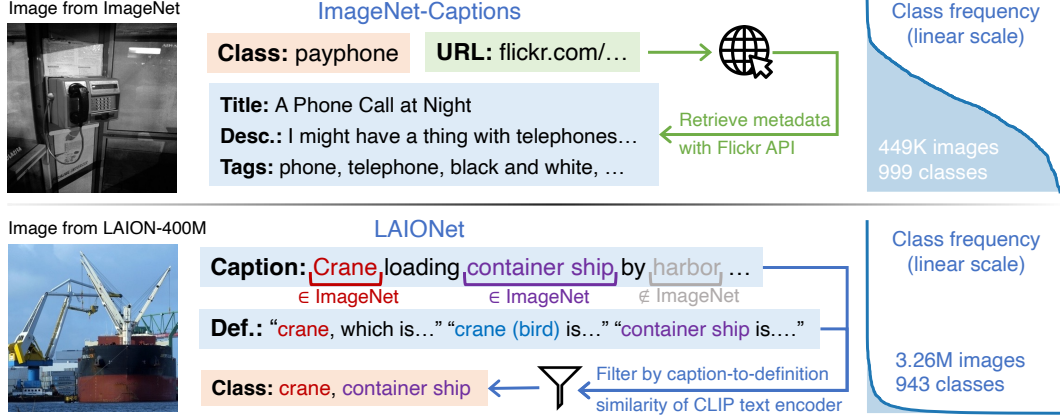 Image from ImageNet
ImageNet-Captions
Class: payphone
URL: flickr.com/…
Title: A Phone Call at Night
Desc.: I might have a thing with telephones…
Tags: phone, telephone, black and white, …
Retrieve metadata
with Flickr API
Class frequency
(linear scale)
449K images
999 classes
Image from LAION-400M
LAIONet
Caption: Crane loading container ship by harbor …
∈ ImageNet ∈ ImageNet ∉ ImageNet
Def.: “crane, which is…” “crane (bird) is…” “container ship is….”
Class: crane, container ship
Filter by caption-to-definition
similarity of CLIP text encoder
Class frequency
(linear scale)
3.26M images
943 classes